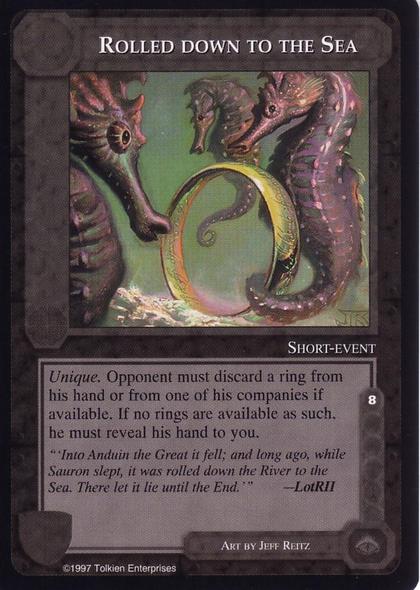 Rolled down to the Sea
JR
Short-event
Unique. Opponent must discard a ring from
his hand or from one of his companies if
available. If no rings are available as such,
he must reveal his hand to you.
8
“‘Into Anduin the Great it fell; and long ago, while
Sauron slept, it was rolled down the River to the
Sea. There let it lie until the End.’” —LotRII
Art by Jeff Reitz
©1997 Tolkien Enterprises